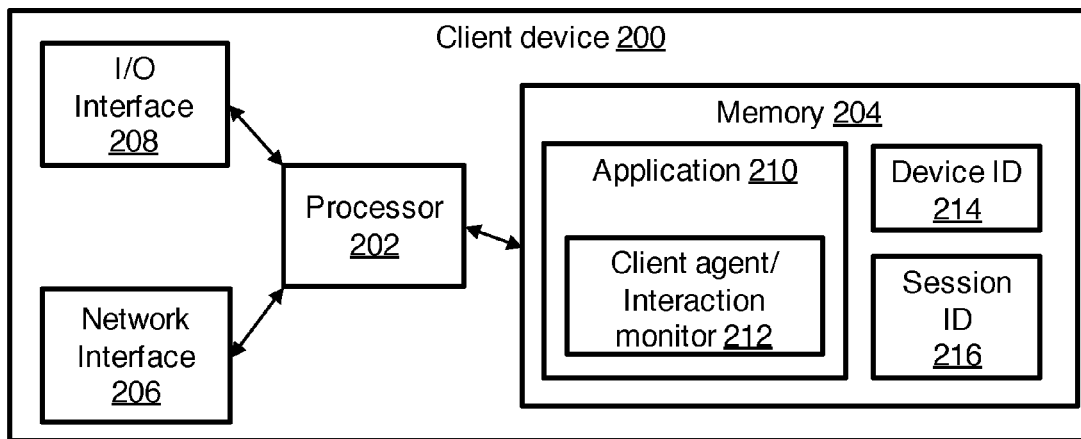 Client device 200
I/O
Interface
208
Memory 204
Application 210
Device ID
214
Processor
202
Client agent/
Interaction
monitor 212
Session
ID
216
Network
Interface
206